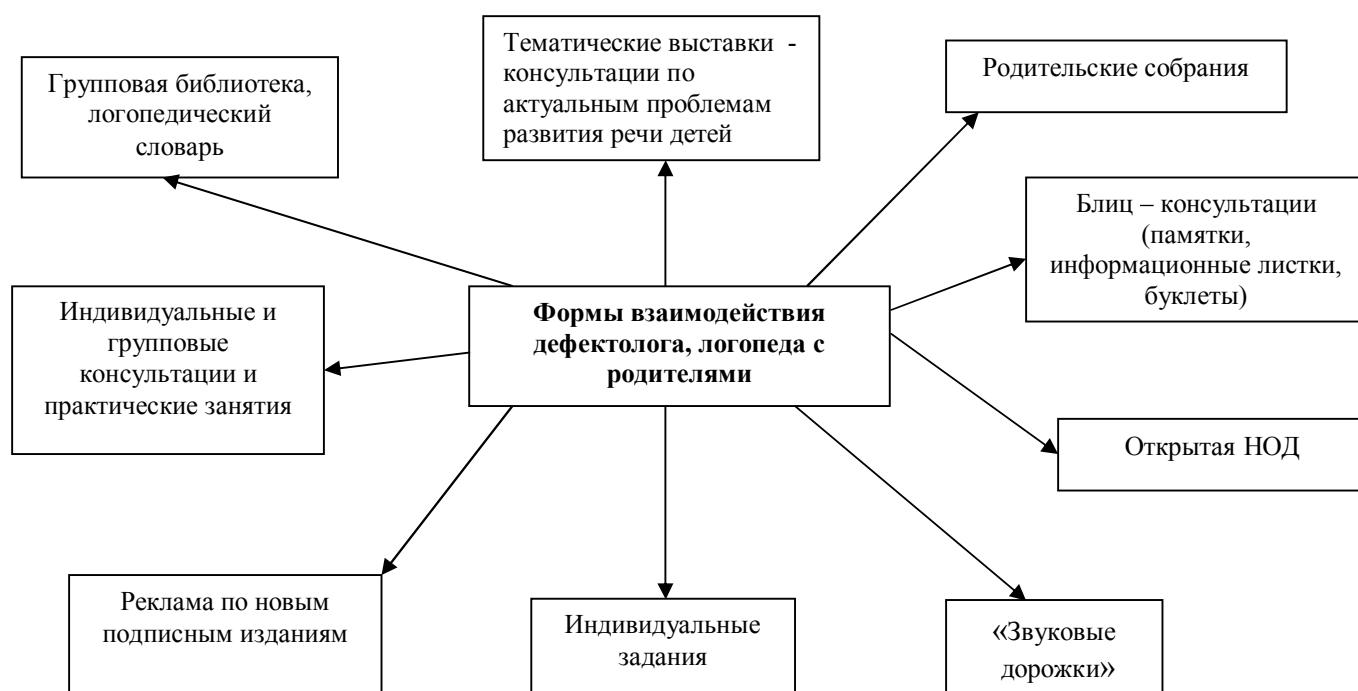 Групповая библиотека,
логопедический
словарь
Тематические выставки -
консультации по
актуальным проблемам
развития речи детей
Родительские собрания
Блиц – консультации
(памятки,
информационные листки,
буклеты)
Индивидуальные и
групповые
консультации и
практические занятия
Формы взаимодействия
дефектолога, логопеда с
родителями
Открытая НОД
Реклама по новым
подписным изданиям
Индивидуальные
задания
«Звуковые
дорожки»